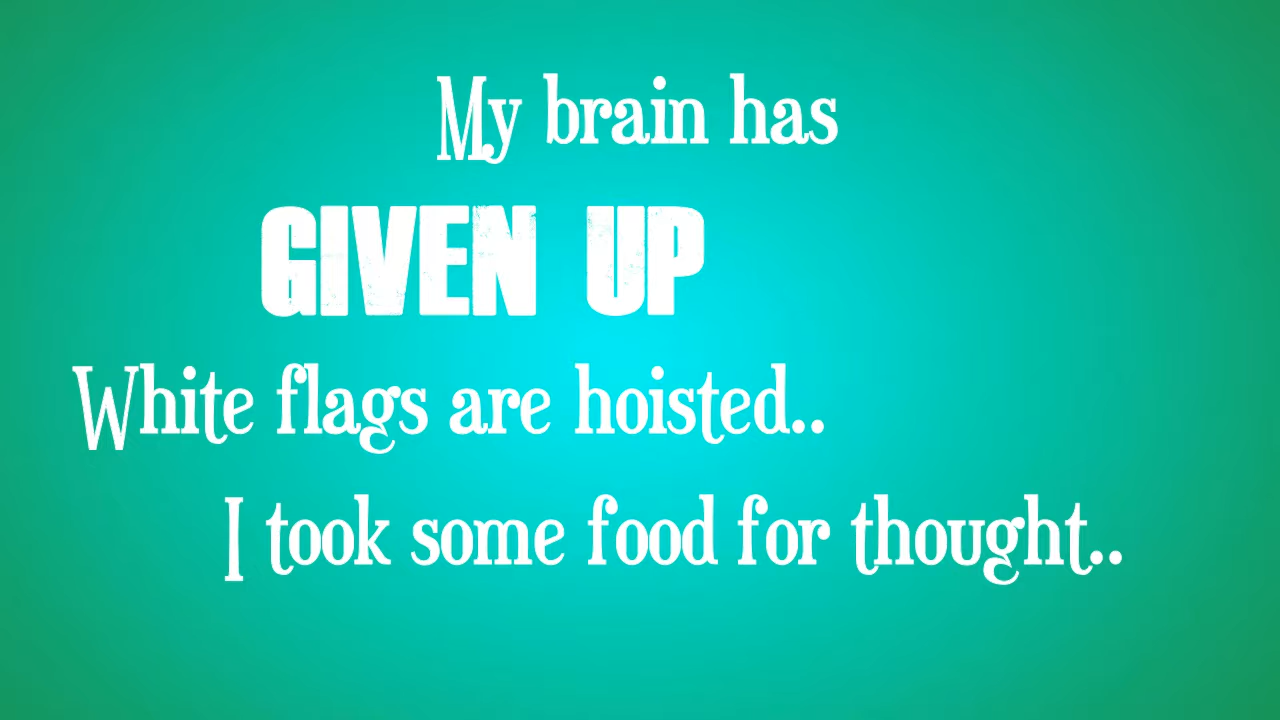 My brain has
GIVEN UP
White flags are hoisted..
I took some food for thought..